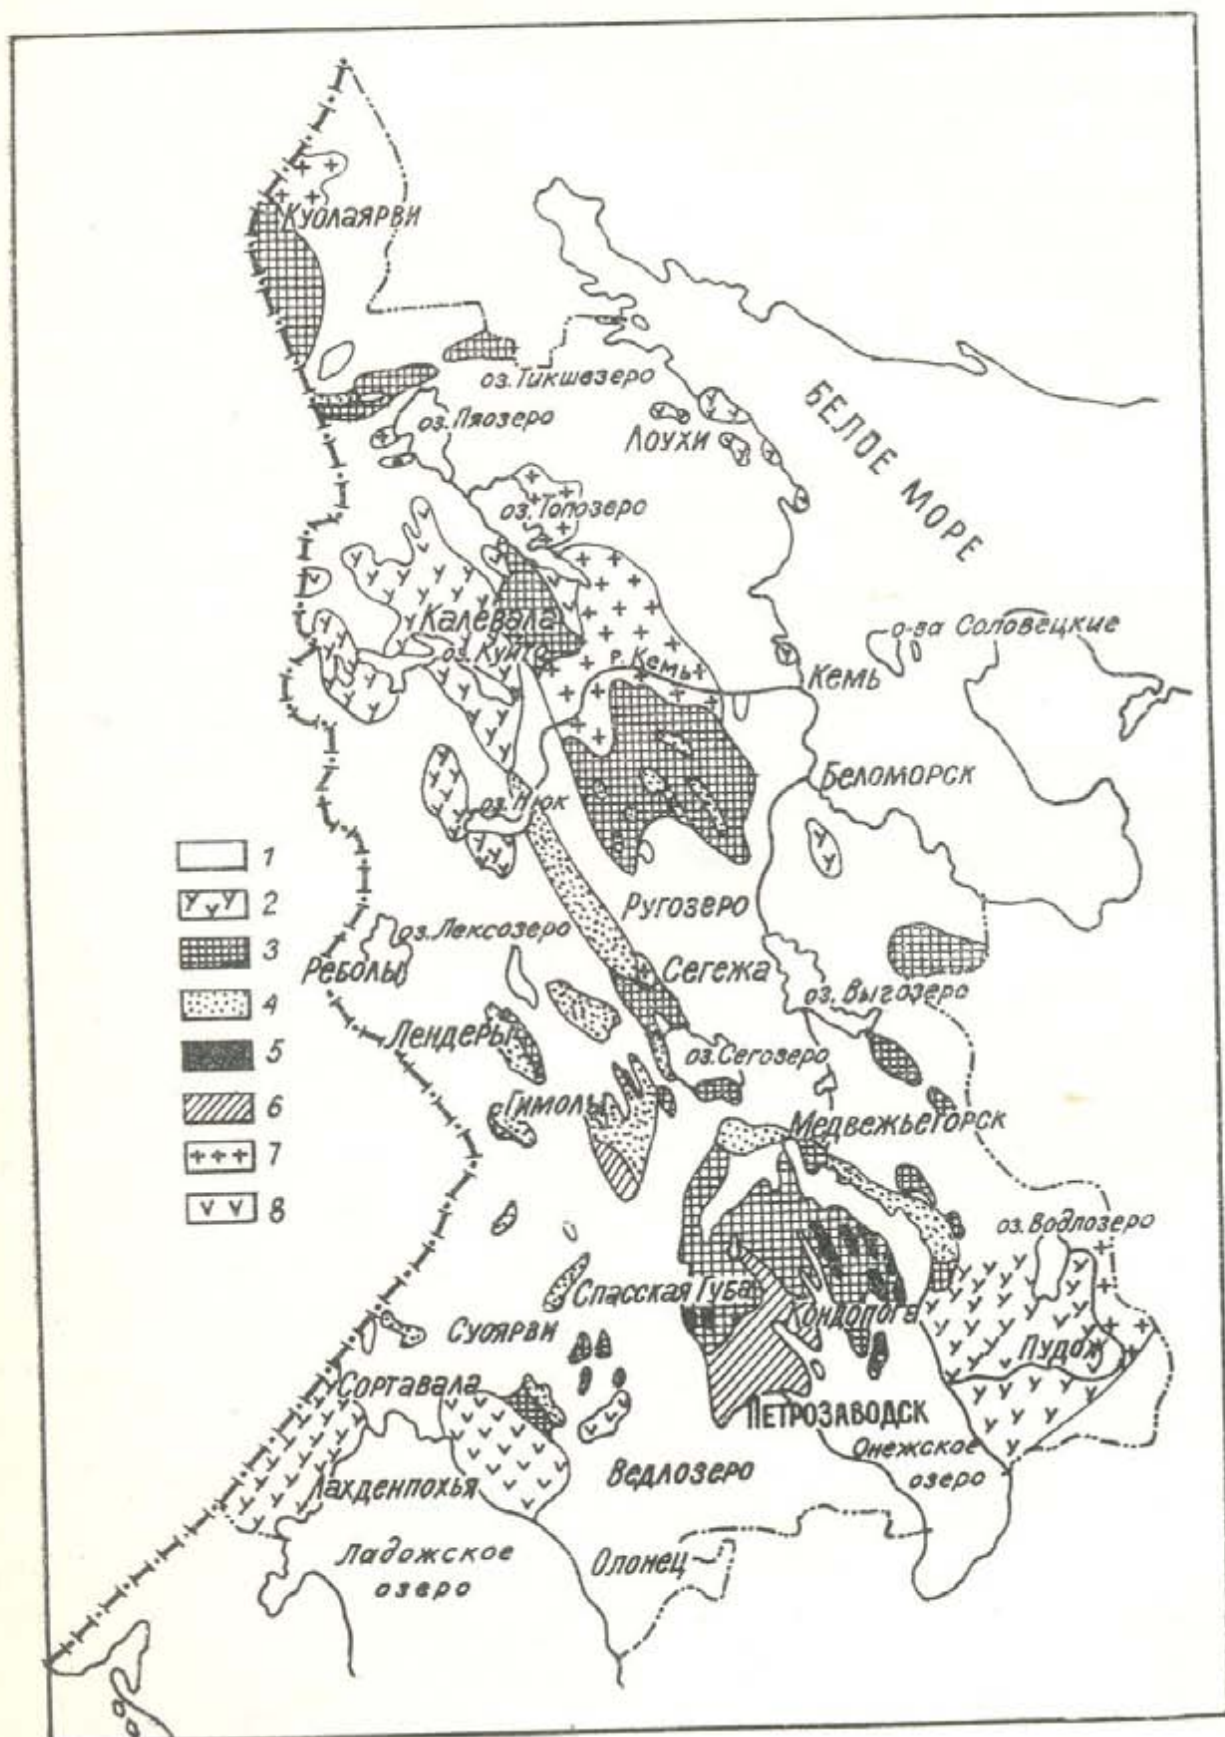 Куолаярви
оз. Тикшезеро
оз. Пяозеро
Лоухи
БЕЛОЕ МОРЕ
оз. Топозеро
Калевала
оз. Куйто
р. Кемь
о-ва Соловецкие
Кемь
Беломорск
оз. Нюк
1
2
3
4
5
6
7
8
Ругозеро
оз. Лексозеро
Реболы
Сегежа
оз. Выгозеро
Лендеры
оз. Сегозеро
Гимолы
Медвежьегорск
оз. Водлозеро
Спасская Губа
Кондопога
Суоярви
Пудож
Сортавала
ПЕТРОЗАВОДСК
Онежское
озеро
Ведлозеро
Лахденпохья
Ладожское
озеро
Олонец